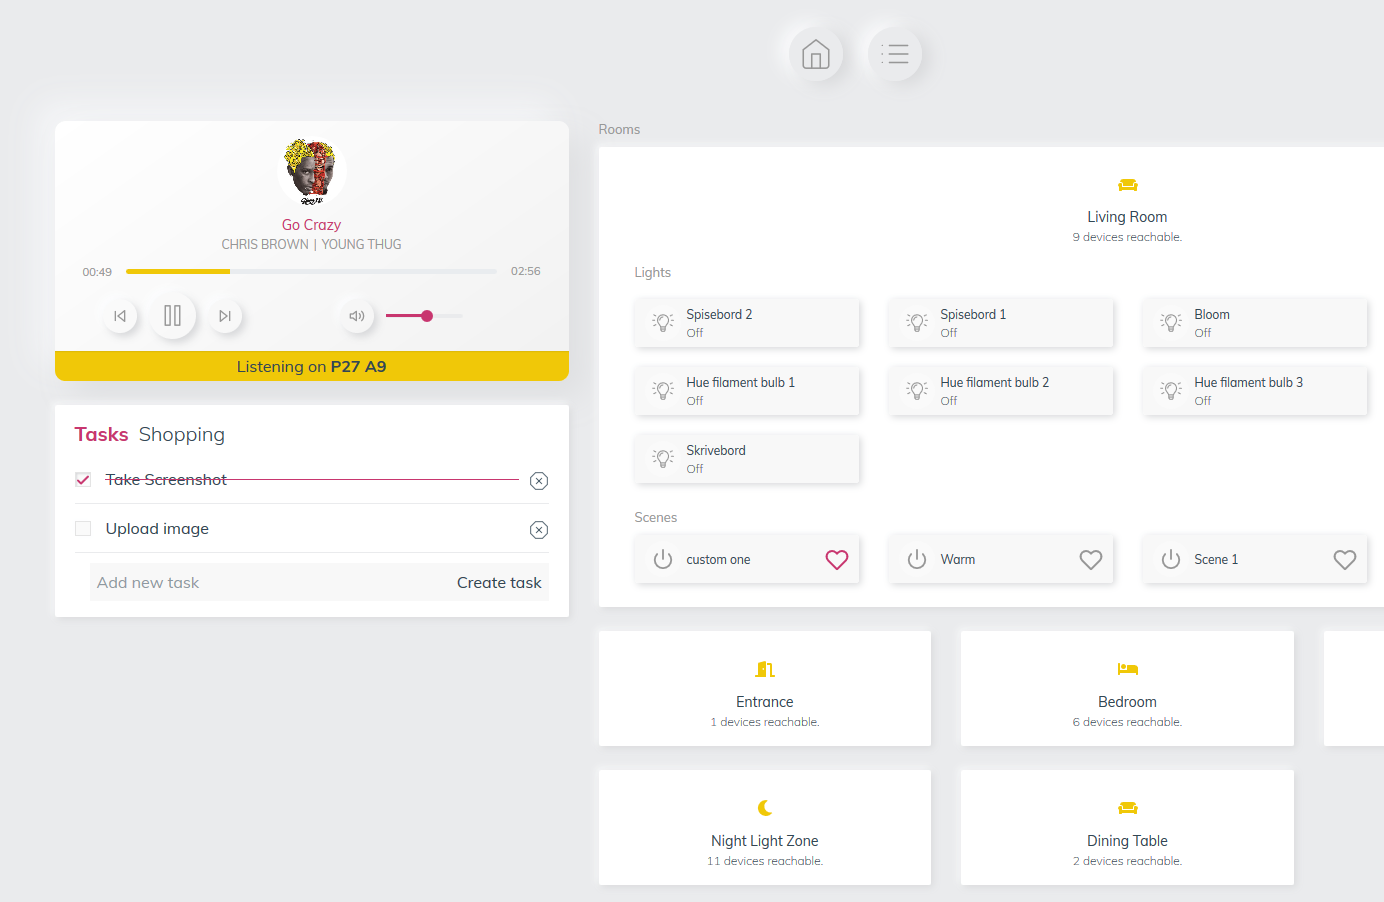 Go Crazy
CHRIS BROWN | YOUNG THUG
00:49
02:56
Listening on P27 A9
Tasks Shopping
Take Screenshot
Upload image
Add new task
Create task
Rooms
Living Room
9 devices reachable.
Lights
Spisebord 2
Off
Spisebord 1
Off
Bloom
Off
Hue filament bulb 1
Off
Hue filament bulb 2
Off
Hue filament bulb 3
Off
Skrivebord
Off
Scenes
custom one
Warm
Scene 1
Entrance
1 devices reachable.
Bedroom
6 devices reachable.
Night Light Zone
11 devices reachable.
Dining Table
2 devices reachable.